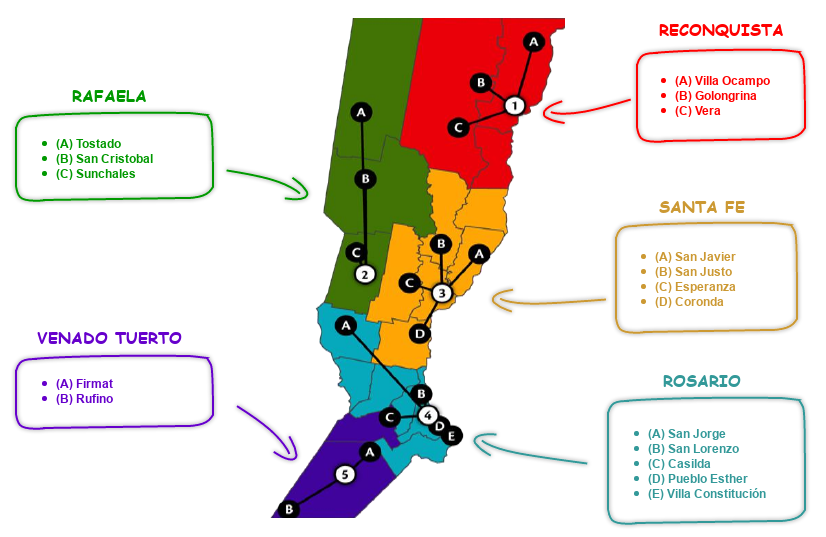 RECONQUISTA
(A) Villa Ocampo
(B) Golongrina
(C) Vera
RAFAELA
(A) Tostado
(B) San Cristobal
(C) Sunchales
SANTA FE
(A) San Javier
(B) San Justo
(C) Esperanza
(D) Coronda
VENADO TUERTO
(A) Firmat
(B) Rufino
ROSARIO
(A) San Jorge
(B) San Lorenzo
(C) Casilda
(D) Pueblo Esther
(E) Villa Constitución
A
B
1
C
A
B
C
2
B
A
C
3
D
A
B
C
4
D
E
A
5
B